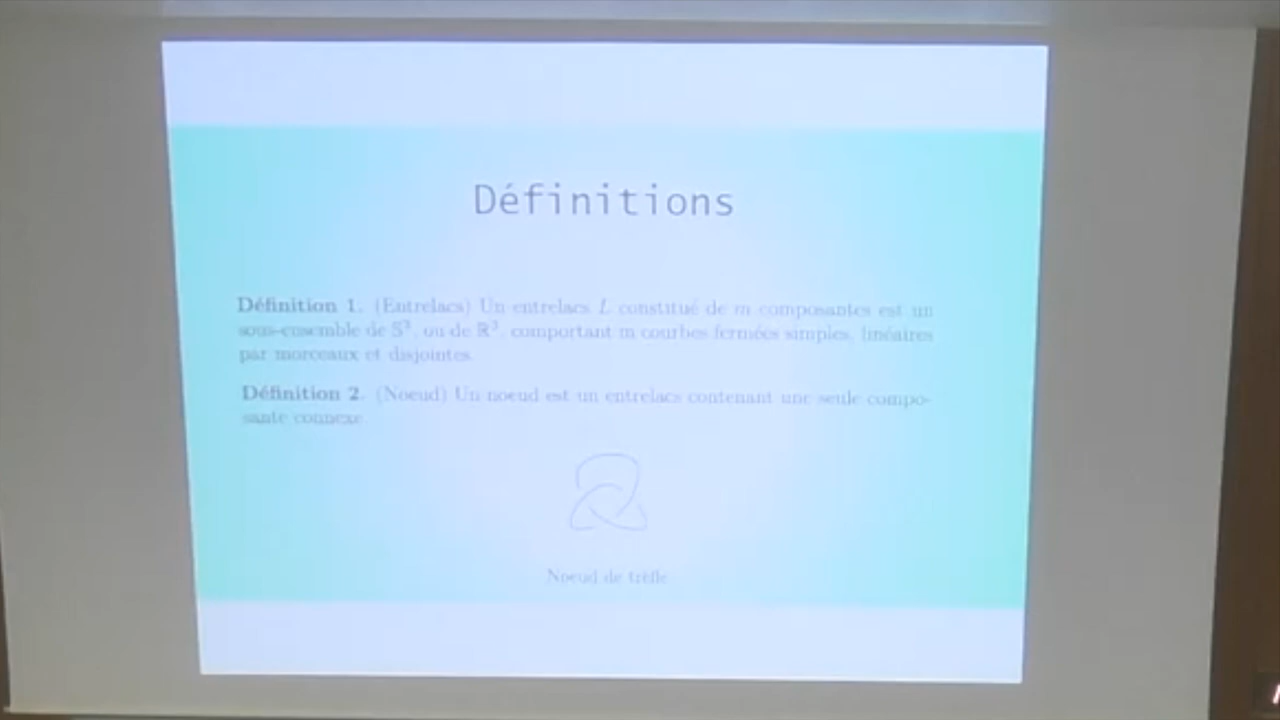 Définitions
Définition 1. (Entrelacs) Un entrelacs L constitué de m composantes est un
sous-ensemble de S³, ou de ℝ³, comportant m courbes fermées simples, linéaires
par morceaux et disjointes.
Définition 2. (Noeud) Un noeud est un entrelacs contenant une seule compo-
sante connexe.
Noeud de trèfle